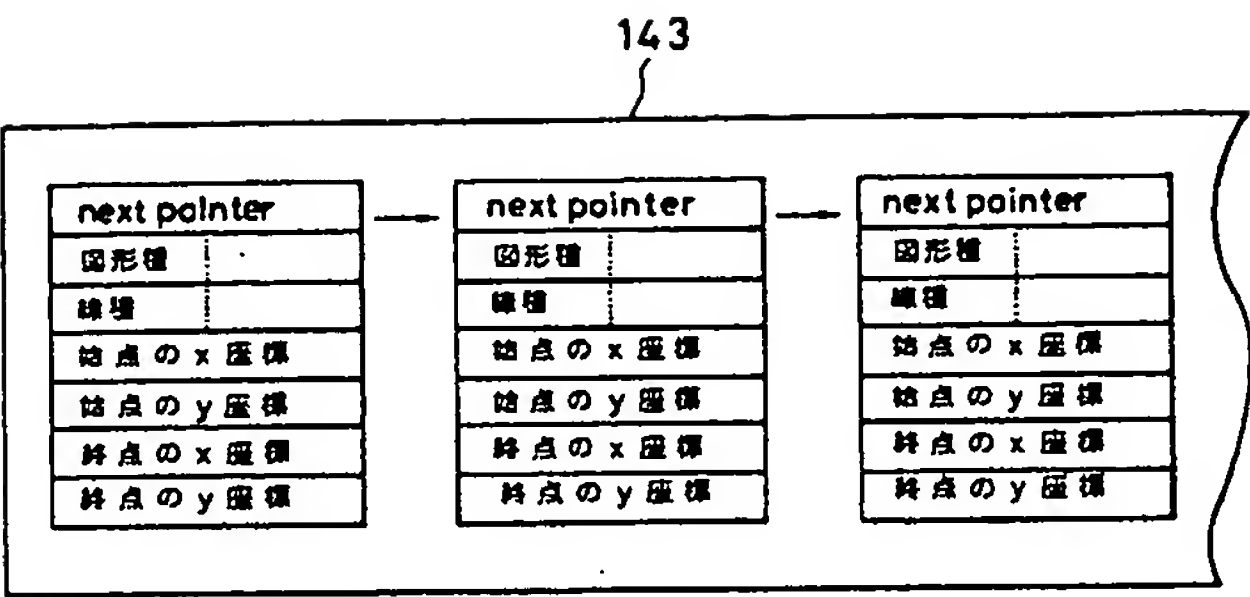 143
next pointer
図形種
線種
始点のx座標
始点のy座標
終点のx座標
終点のy座標
next pointer
図形種
線種
始点のx座標
始点のy座標
終点のx座標
終点のy座標
next pointer
図形種
線種
始点のx座標
始点のy座標
終点のx座標
終点のy座標